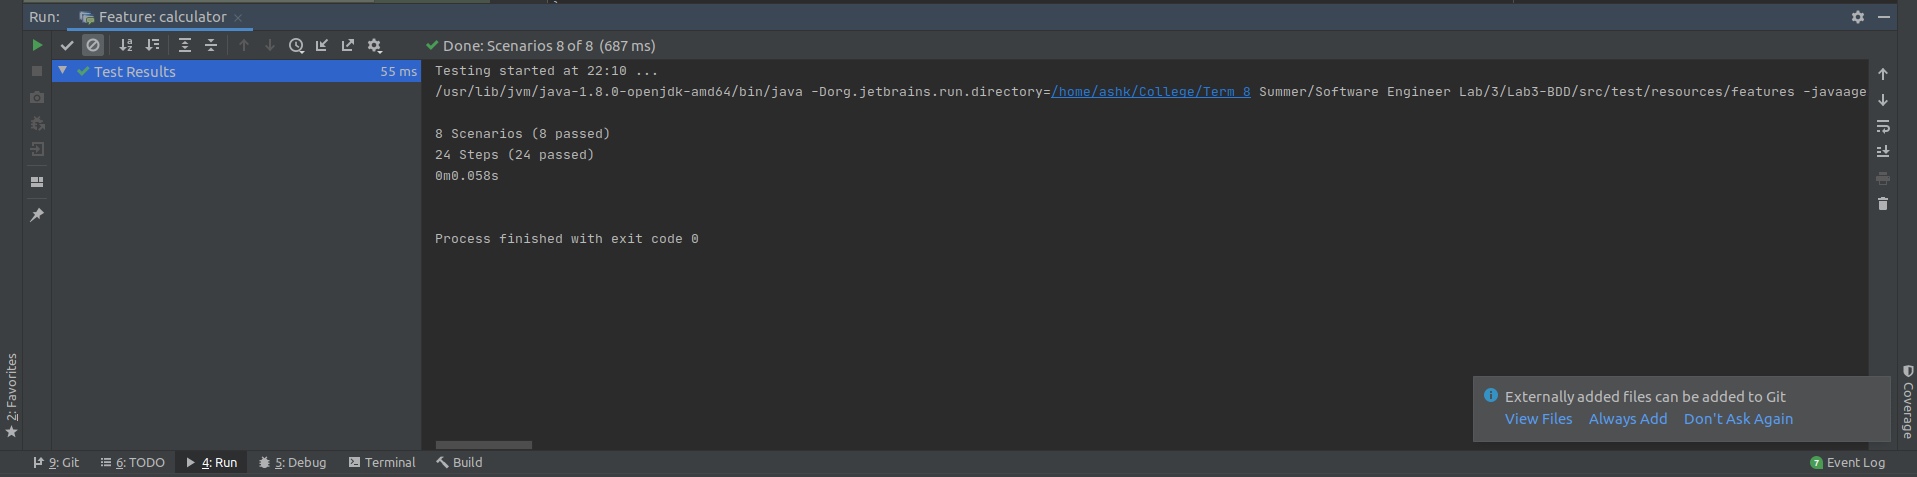 Run: Feature: calculator
Done: Scenarios 8 of 8 (687 ms)
Test Results 55 ms
Testing started at 22:10 ...
/usr/lib/jvm/java-1.8.0-openjdk-amd64/bin/java -Dorg.jetbrains.run.directory=/home/ashk/College/Term 8 Summer/Software Engineer Lab/3/Lab3-BDD/src/test/resources/features -javaage
8 Scenarios (8 passed)
24 Steps (24 passed)
0m0.058s
Process finished with exit code 0
2: Favorites
Coverage
Externally added files can be added to Git
View Files Always Add Don't Ask Again
9: Git 6: TODO 4: Run 5: Debug Terminal Build 7 Event Log